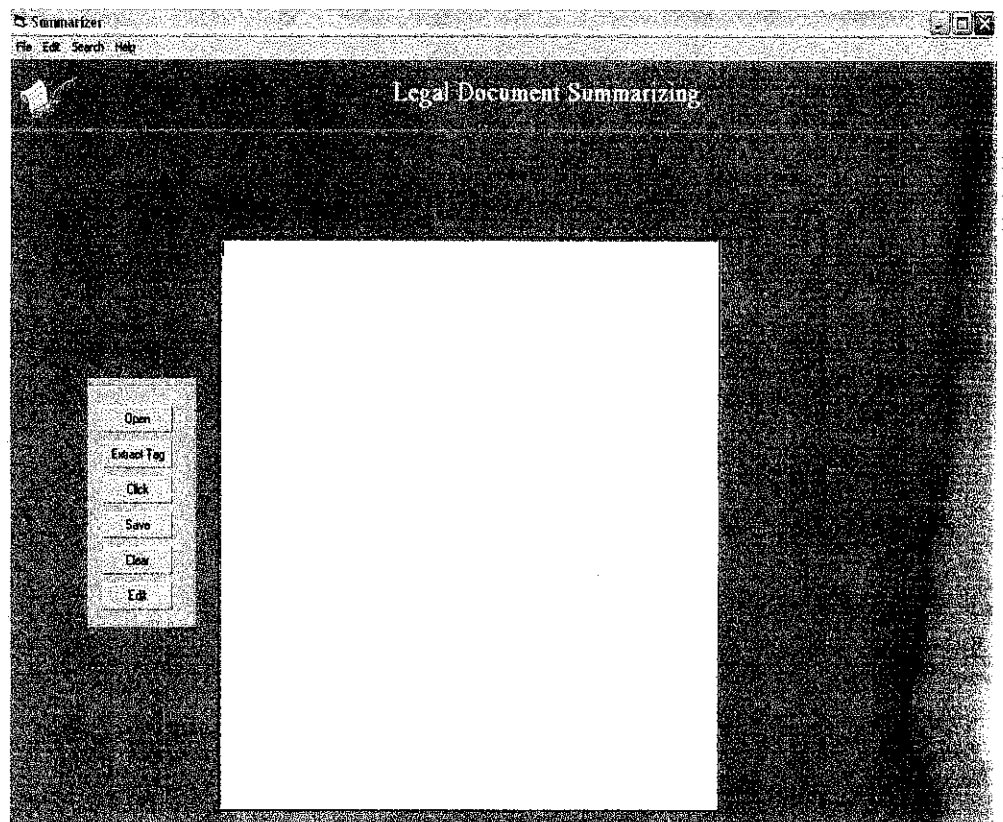 Summarizer
File Edit Search Help
Legal Document Summarizing
Open
Extract Tag
Click
Save
Clear
Edit